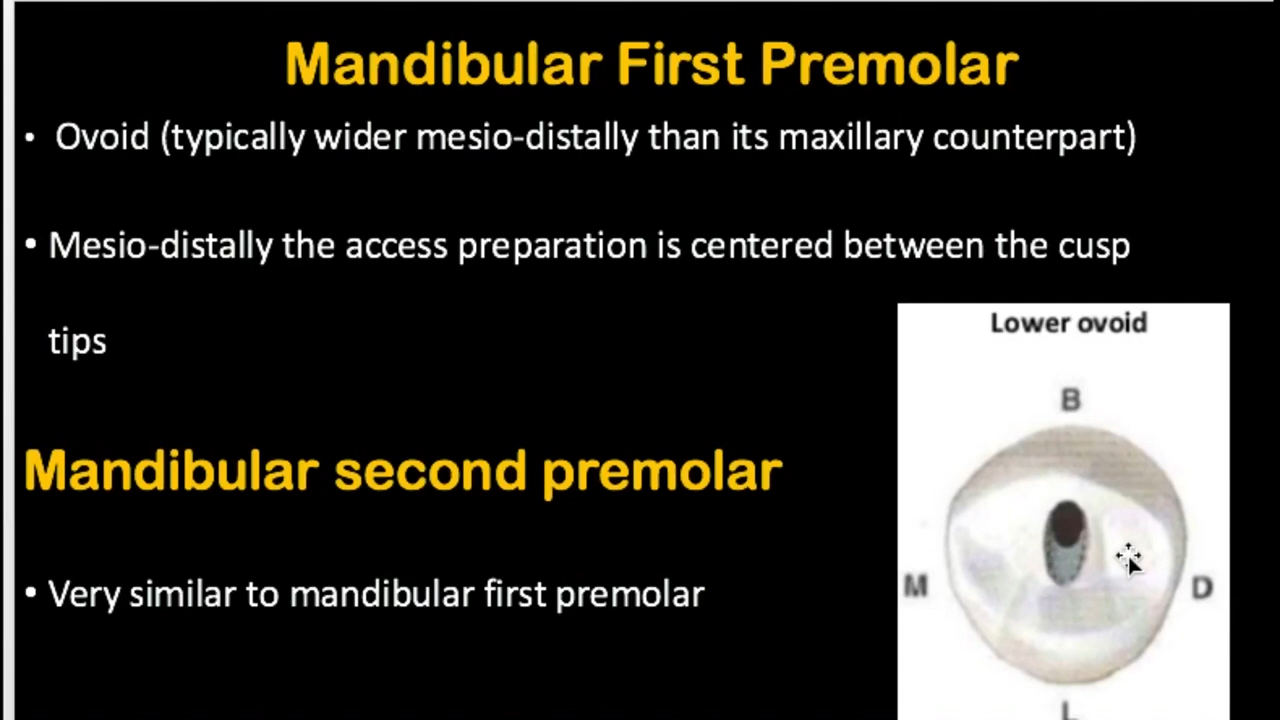 Mandibular First Premolar
• Ovoid (typically wider mesio-distally than its maxillary counterpart)
• Mesio-distally the access preparation is centered between the cusp
tips
Lower ovoid
B
Mandibular second premolar
• Very similar to mandibular first premolar
M
D
L